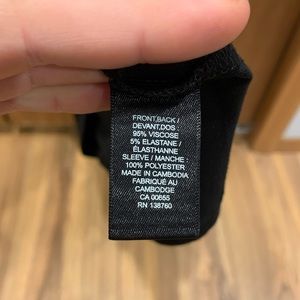 FRONT,BACK /
DEVANT,DOS :
95% VISCOSE
5% ELASTANE /
ÉLASTHANNE
SLEEVE / MANCHE :
100% POLYESTER
MADE IN CAMBODIA
FABRIQUÉ AU
CAMBODGE
CA 00855
RN 138760